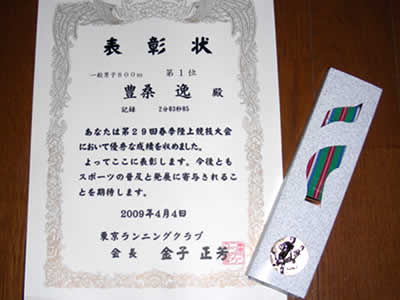 表彰状
一般男子800m 第1位
豊桑 逸 殿
記録 2分03秒85
あなたは第29回春季陸上競技大会
において優秀な成績を収めました。
よってここに表彰します。今後とも
スポーツの普及と発展に寄与されるこ
とを期待します。
2009年4月4日
東京ランニングクラブ
会長 金子 正芳